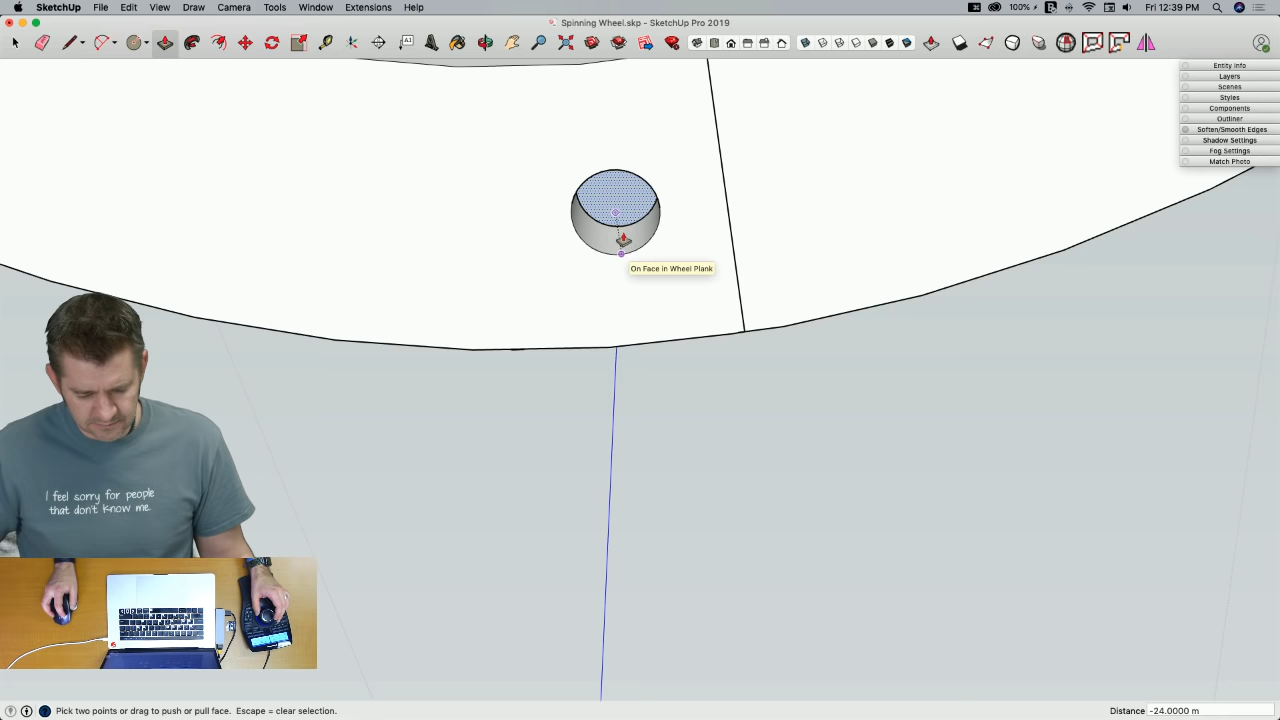 SketchUp File Edit View Draw Camera Tools Window Extensions Help 100% Fri 12:39 PM
Spinning Wheel.skp - SketchUp Pro 2019
Entity Info
Layers
Scenes
Styles
Components
Outliner
Soften/Smooth Edges
Shadow Settings
Fog Settings
Match Photo
On Face in Wheel Plank
I feel sorry for people
that don't know me.
Pick two points or drag to push or pull face. Escape = clear selection. Distance -24.0000 m